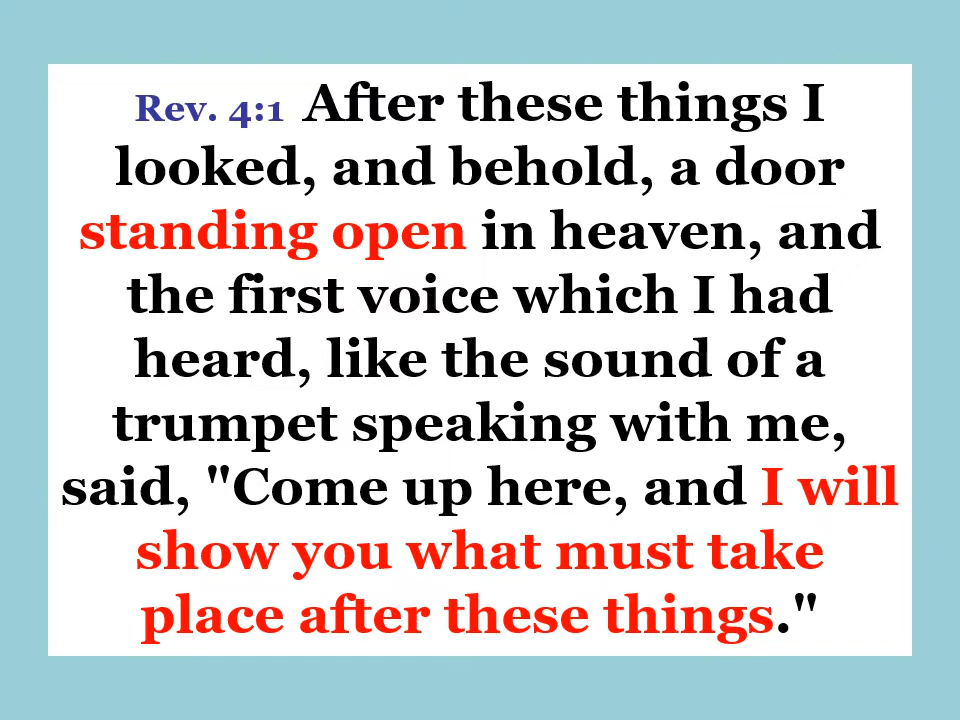 Rev. 4:1 After these things I
looked, and behold, a door
standing open in heaven, and
the first voice which I had
heard, like the sound of a
trumpet speaking with me,
said, "Come up here, and I will
show you what must take
place after these things."